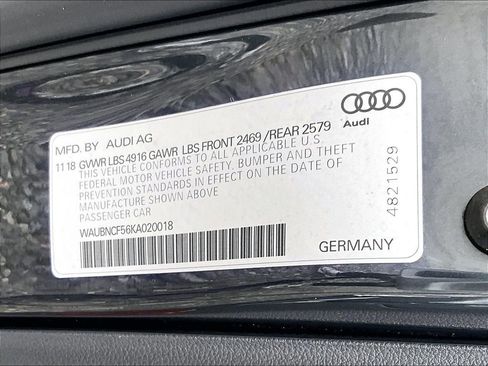 MFD. BY AUDI AG
11 18 GVWR LBS 4916 GAWR LBS FRONT 2469 /REAR 2579
THIS VEHICLE CONFORMS TO ALL APPLICABLE U.S.
FEDERAL MOTOR VEHICLE SAFETY, BUMPER AND THEFT
PREVENTION STANDARDS IN EFFECT ON THE DATE OF
MANUFACTURE SHOWN ABOVE
PASSENGER CAR
WAUBNCF56KA020018
GERMANY
Audi
4821529